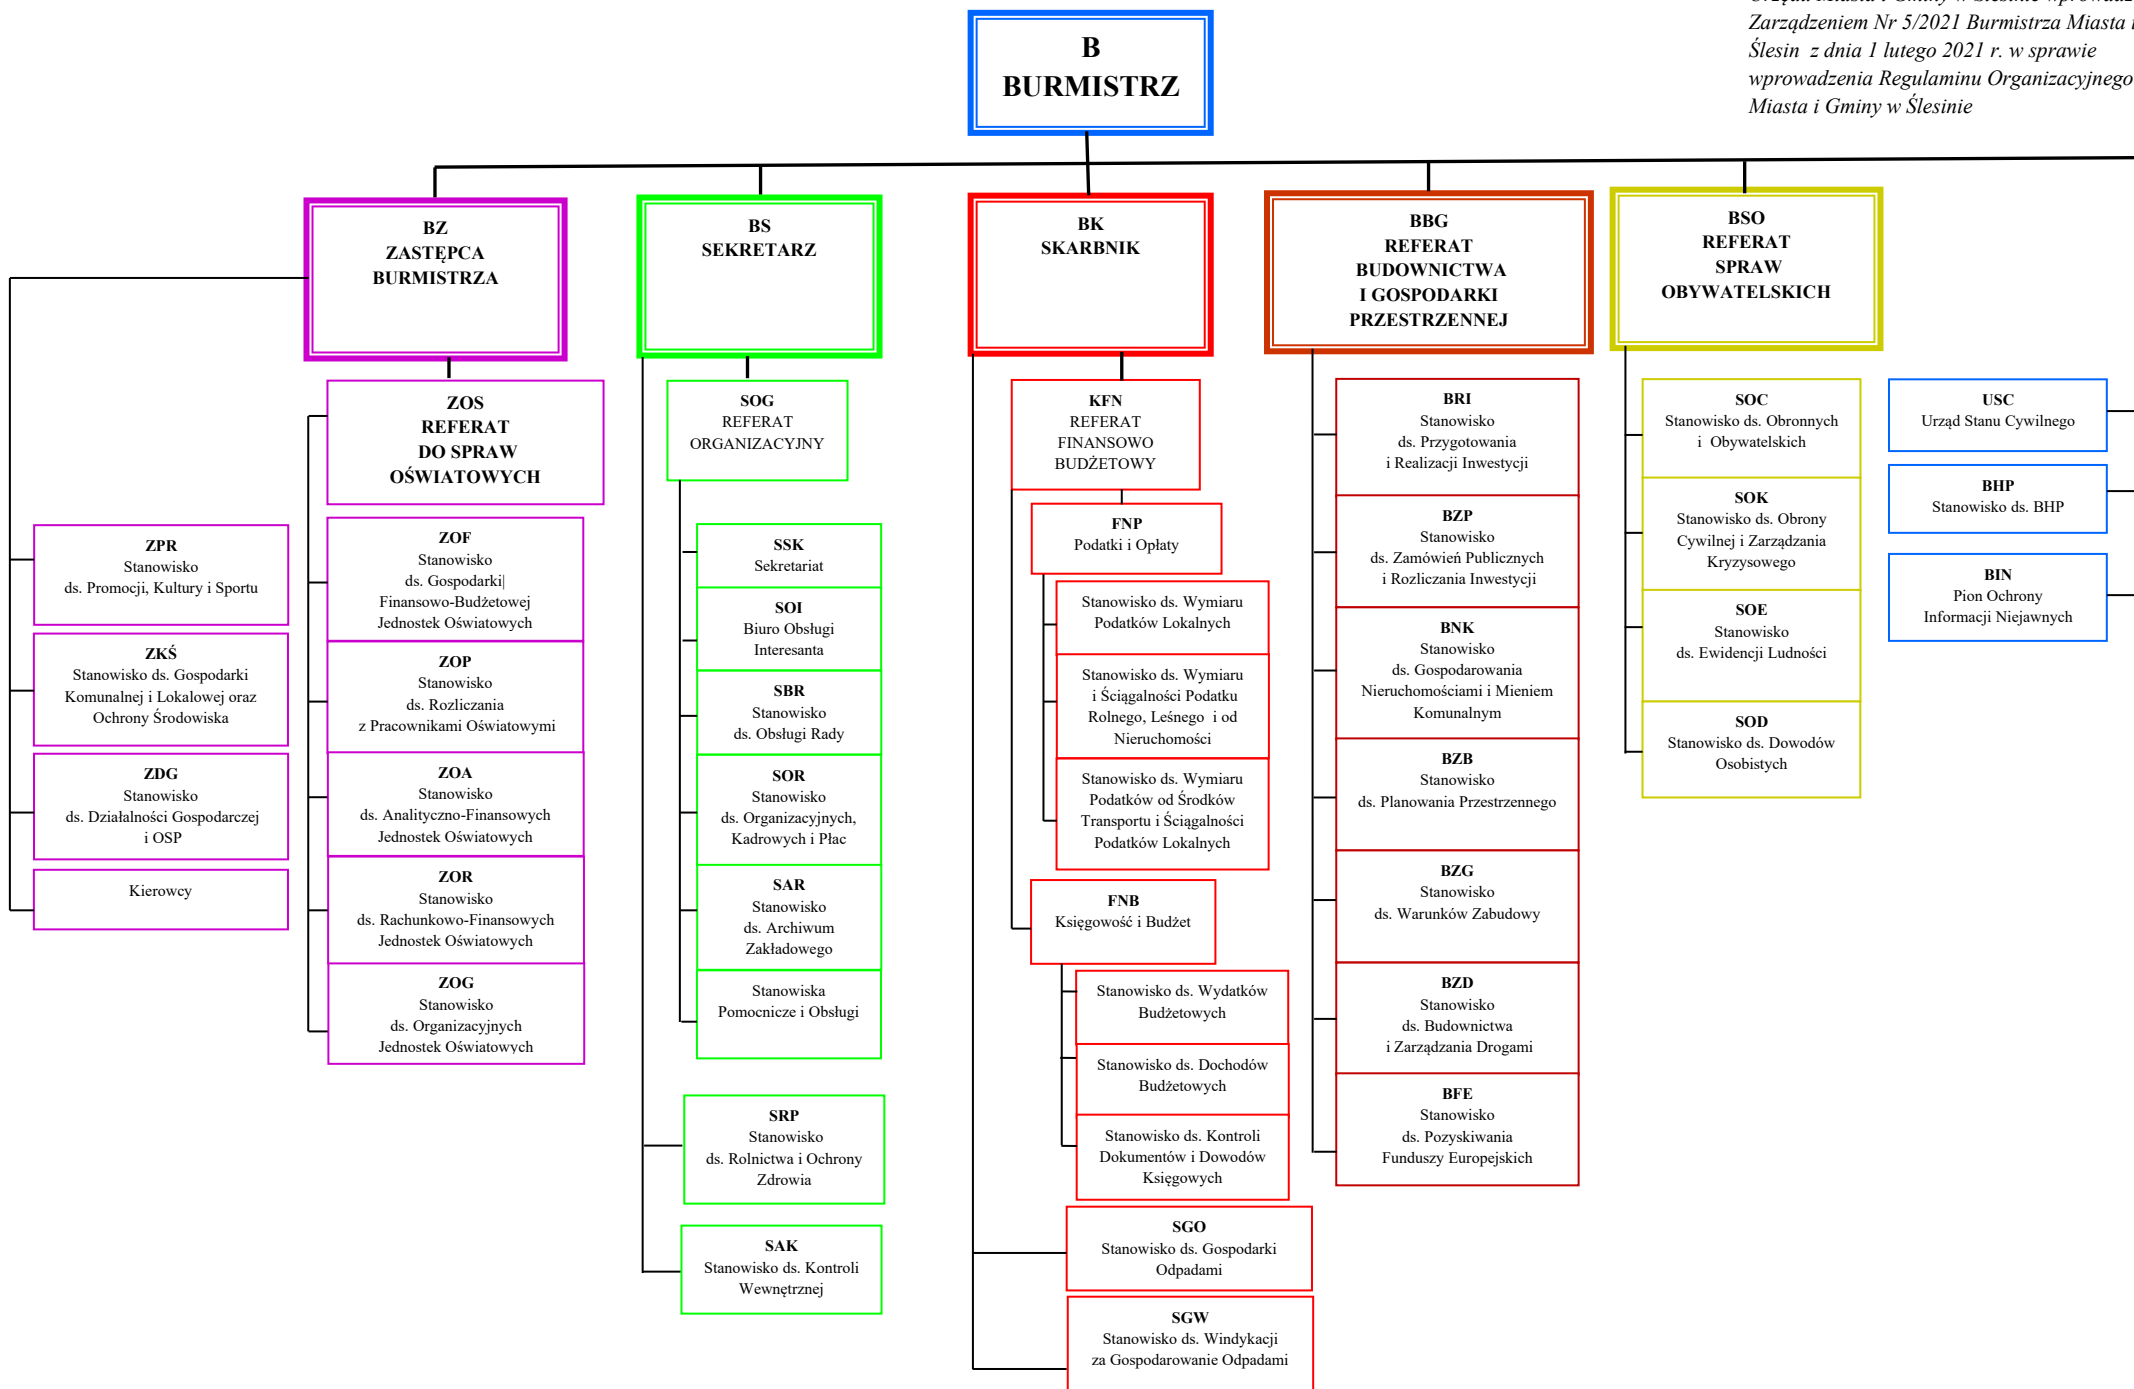 Zarządzeniem Nr 5/2021 Burmistrza Miasta i
Ślesin z dnia 1 lutego 2021 r. w sprawie
wprowadzenia Regulaminu Organizacyjnego
Miasta i Gminy w Ślesinie
B
BURMISTRZ
BZ
ZASTĘPCA
BURMISTRZA
BS
SEKRETARZ
BK
SKARBNIK
BBG
REFERAT
BUDOWNICTWA
I GOSPODARKI
PRZESTRZENNEJ
BSO
REFERAT
SPRAW
OBYWATELSKICH
ZPR
Stanowisko
ds. Promocji, Kultury i Sportu
ZKŚ
Stanowisko ds. Gospodarki
Komunalnej i Lokalowej oraz
Ochrony Środowiska
ZDG
Stanowisko
ds. Działalności Gospodarczej
i OSP
Kierowcy
ZOS
REFERAT
DO SPRAW
OŚWIATOWYCH
ZOF
Stanowisko
ds. Gospodarki|
Finansowo-Budżetowej
Jednostek Oświatowych
ZOP
Stanowisko
ds. Rozliczania
z Pracownikami Oświatowymi
ZOA
Stanowisko
ds. Analityczno-Finansowych
Jednostek Oświatowych
ZOR
Stanowisko
ds. Rachunkowo-Finansowych
Jednostek Oświatowych
ZOG
Stanowisko
ds. Organizacyjnych
Jednostek Oświatowych
SOG
REFERAT
ORGANIZACYJNY
SSK
Sekretariat
SOI
Biuro Obsługi
Interesanta
SBR
Stanowisko
ds. Obsługi Rady
SOR
Stanowisko
ds. Organizacyjnych,
Kadrowych i Płac
SAR
Stanowisko
ds. Archiwum
Zakładowego
Stanowiska
Pomocnicze i Obsługi
SRP
Stanowisko
ds. Rolnictwa i Ochrony
Zdrowia
SAK
Stanowisko ds. Kontroli
Wewnętrznej
KFN
REFERAT
FINANSOWO
BUDŻETOWY
FNP
Podatki i Opłaty
Stanowisko ds. Wymiaru
Podatków Lokalnych
Stanowisko ds. Wymiaru
i Ściągalności Podatku
Rolnego, Leśnego i od
Nieruchomości
Stanowisko ds. Wymiaru
Podatków od Środków
Transportu i Ściągalności
Podatków Lokalnych
FNB
Księgowość i Budżet
Stanowisko ds. Wydatków
Budżetowych
Stanowisko ds. Dochodów
Budżetowych
Stanowisko ds. Kontroli
Dokumentów i Dowodów
Księgowych
SGO
Stanowisko ds. Gospodarki
Odpadami
SGW
Stanowisko ds. Windykacji
za Gospodarowanie Odpadami
BRI
Stanowisko
ds. Przygotowania
i Realizacji Inwestycji
BZP
Stanowisko
ds. Zamówień Publicznych
i Rozliczania Inwestycji
BNK
Stanowisko
ds. Gospodarowania
Nieruchomościami i Mieniem
Komunalnym
BZB
Stanowisko
ds. Planowania Przestrzennego
BZG
Stanowisko
ds. Warunków Zabudowy
BZD
Stanowisko
ds. Budownictwa
i Zarządzania Drogami
BFE
Stanowisko
ds. Pozyskiwania
Funduszy Europejskich
SOC
Stanowisko ds. Obronnych
i Obywatelskich
SOK
Stanowisko ds. Obrony
Cywilnej i Zarządzania
Kryzysowego
SOE
Stanowisko
ds. Ewidencji Ludności
SOD
Stanowisko ds. Dowodów
Osobistych
USC
Urząd Stanu Cywilnego
BHP
Stanowisko ds. BHP
BIN
Pion Ochrony
Informacji Niejawnych